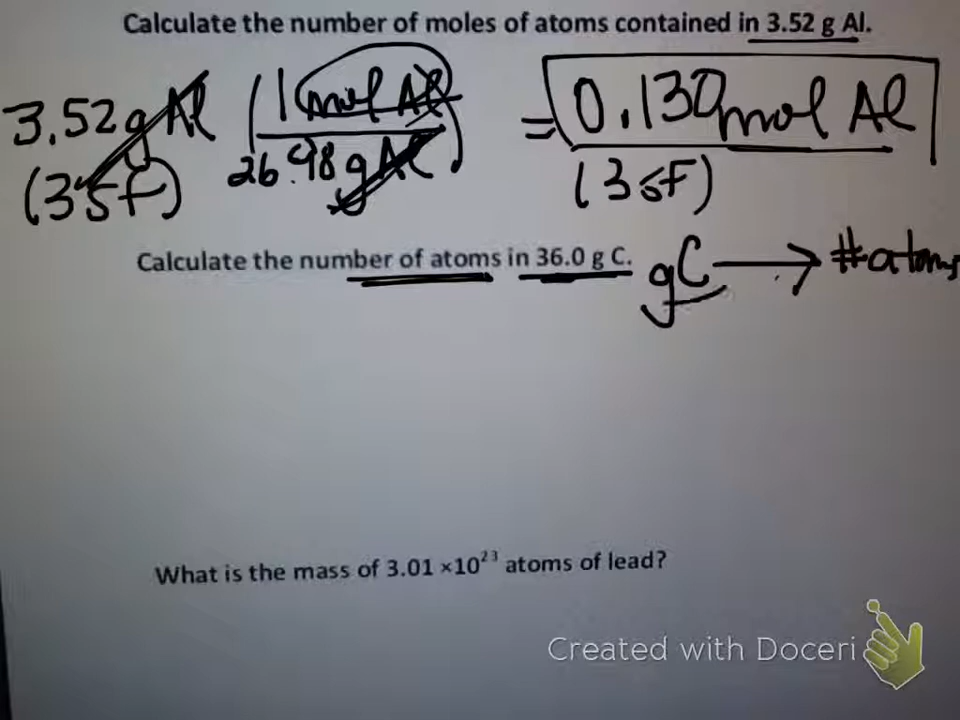 Calculate the number of moles of atoms contained in 3.52 g Al.
3.52 g Al (1 mol Al = 0.130 mol Al
26.98 g Al)
(3 SF) (3 SF)
Calculate the number of atoms in 36.0 g C. gC → # atoms
What is the mass of 3.01 ×10²³ atoms of lead?
Created with Doceri